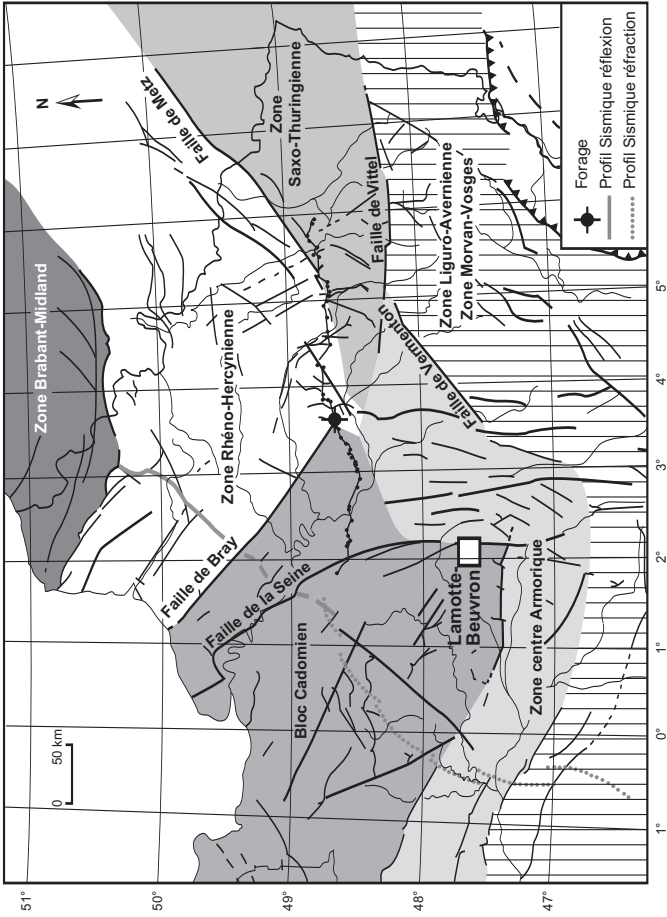 N
0 50 km
Zone Brabant-Midland
Faille de Metz
Zone
Saxo-Thuringienne
Zone Rhéno-Hercynienne
Faille de Vittel
Faille de Bray
Faille de la Seine
Faille de Vermenton
Zone Liguro-Avernienne
Zone Morvan-Vosges
Bloc Cadomien
Lamotte-
Beuvron
Zone centre Armorique
Forage
Profil Sismique réflexion
Profil Sismique réfraction
51°
50°
49°
48°
47°
1°
0°
1°
2°
3°
4°
5°